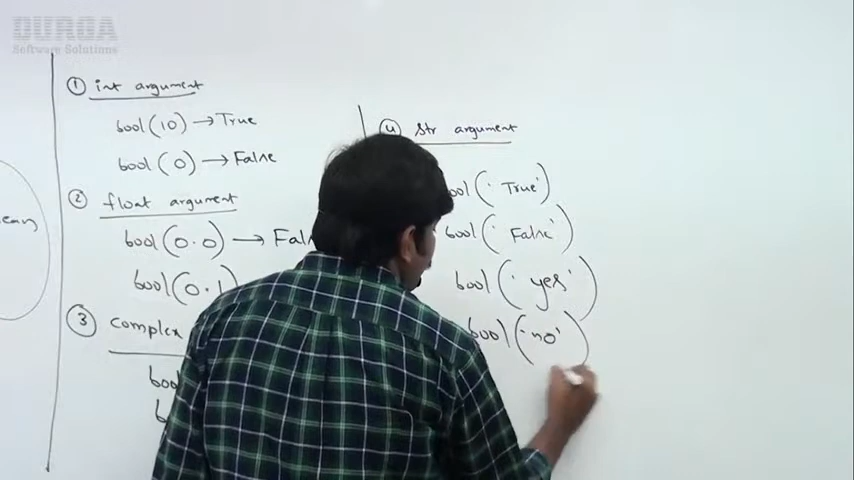 DURGA
Software Solutions
① int argument
bool(10) → True
bool(0) → False
② float argument
bool(0.0) → Fal
bool(0.1
③ complex
boo
b
④ str argument
bool('True')
bool('False')
bool('yes')
bool('no')